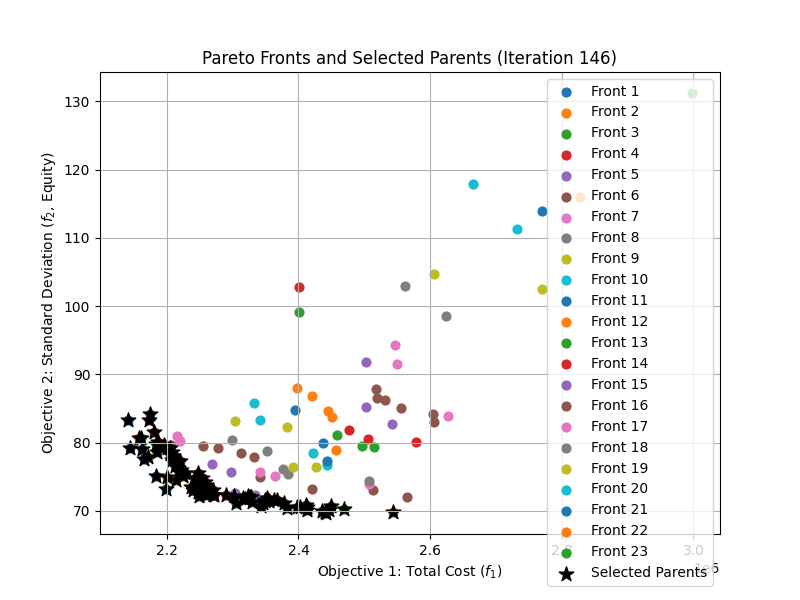 Pareto Fronts and Selected Parents (Iteration 146)
Objective 2: Standard Deviation (f₂, Equity)
130
120
110
100
90
80
70
2.2
2.4
2.6
2.8
3.0
1e6
Objective 1: Total Cost (f₁)
Front 1
Front 2
Front 3
Front 4
Front 5
Front 6
Front 7
Front 8
Front 9
Front 10
Front 11
Front 12
Front 13
Front 14
Front 15
Front 16
Front 17
Front 18
Front 19
Front 20
Front 21
Front 22
Front 23
Selected Parents